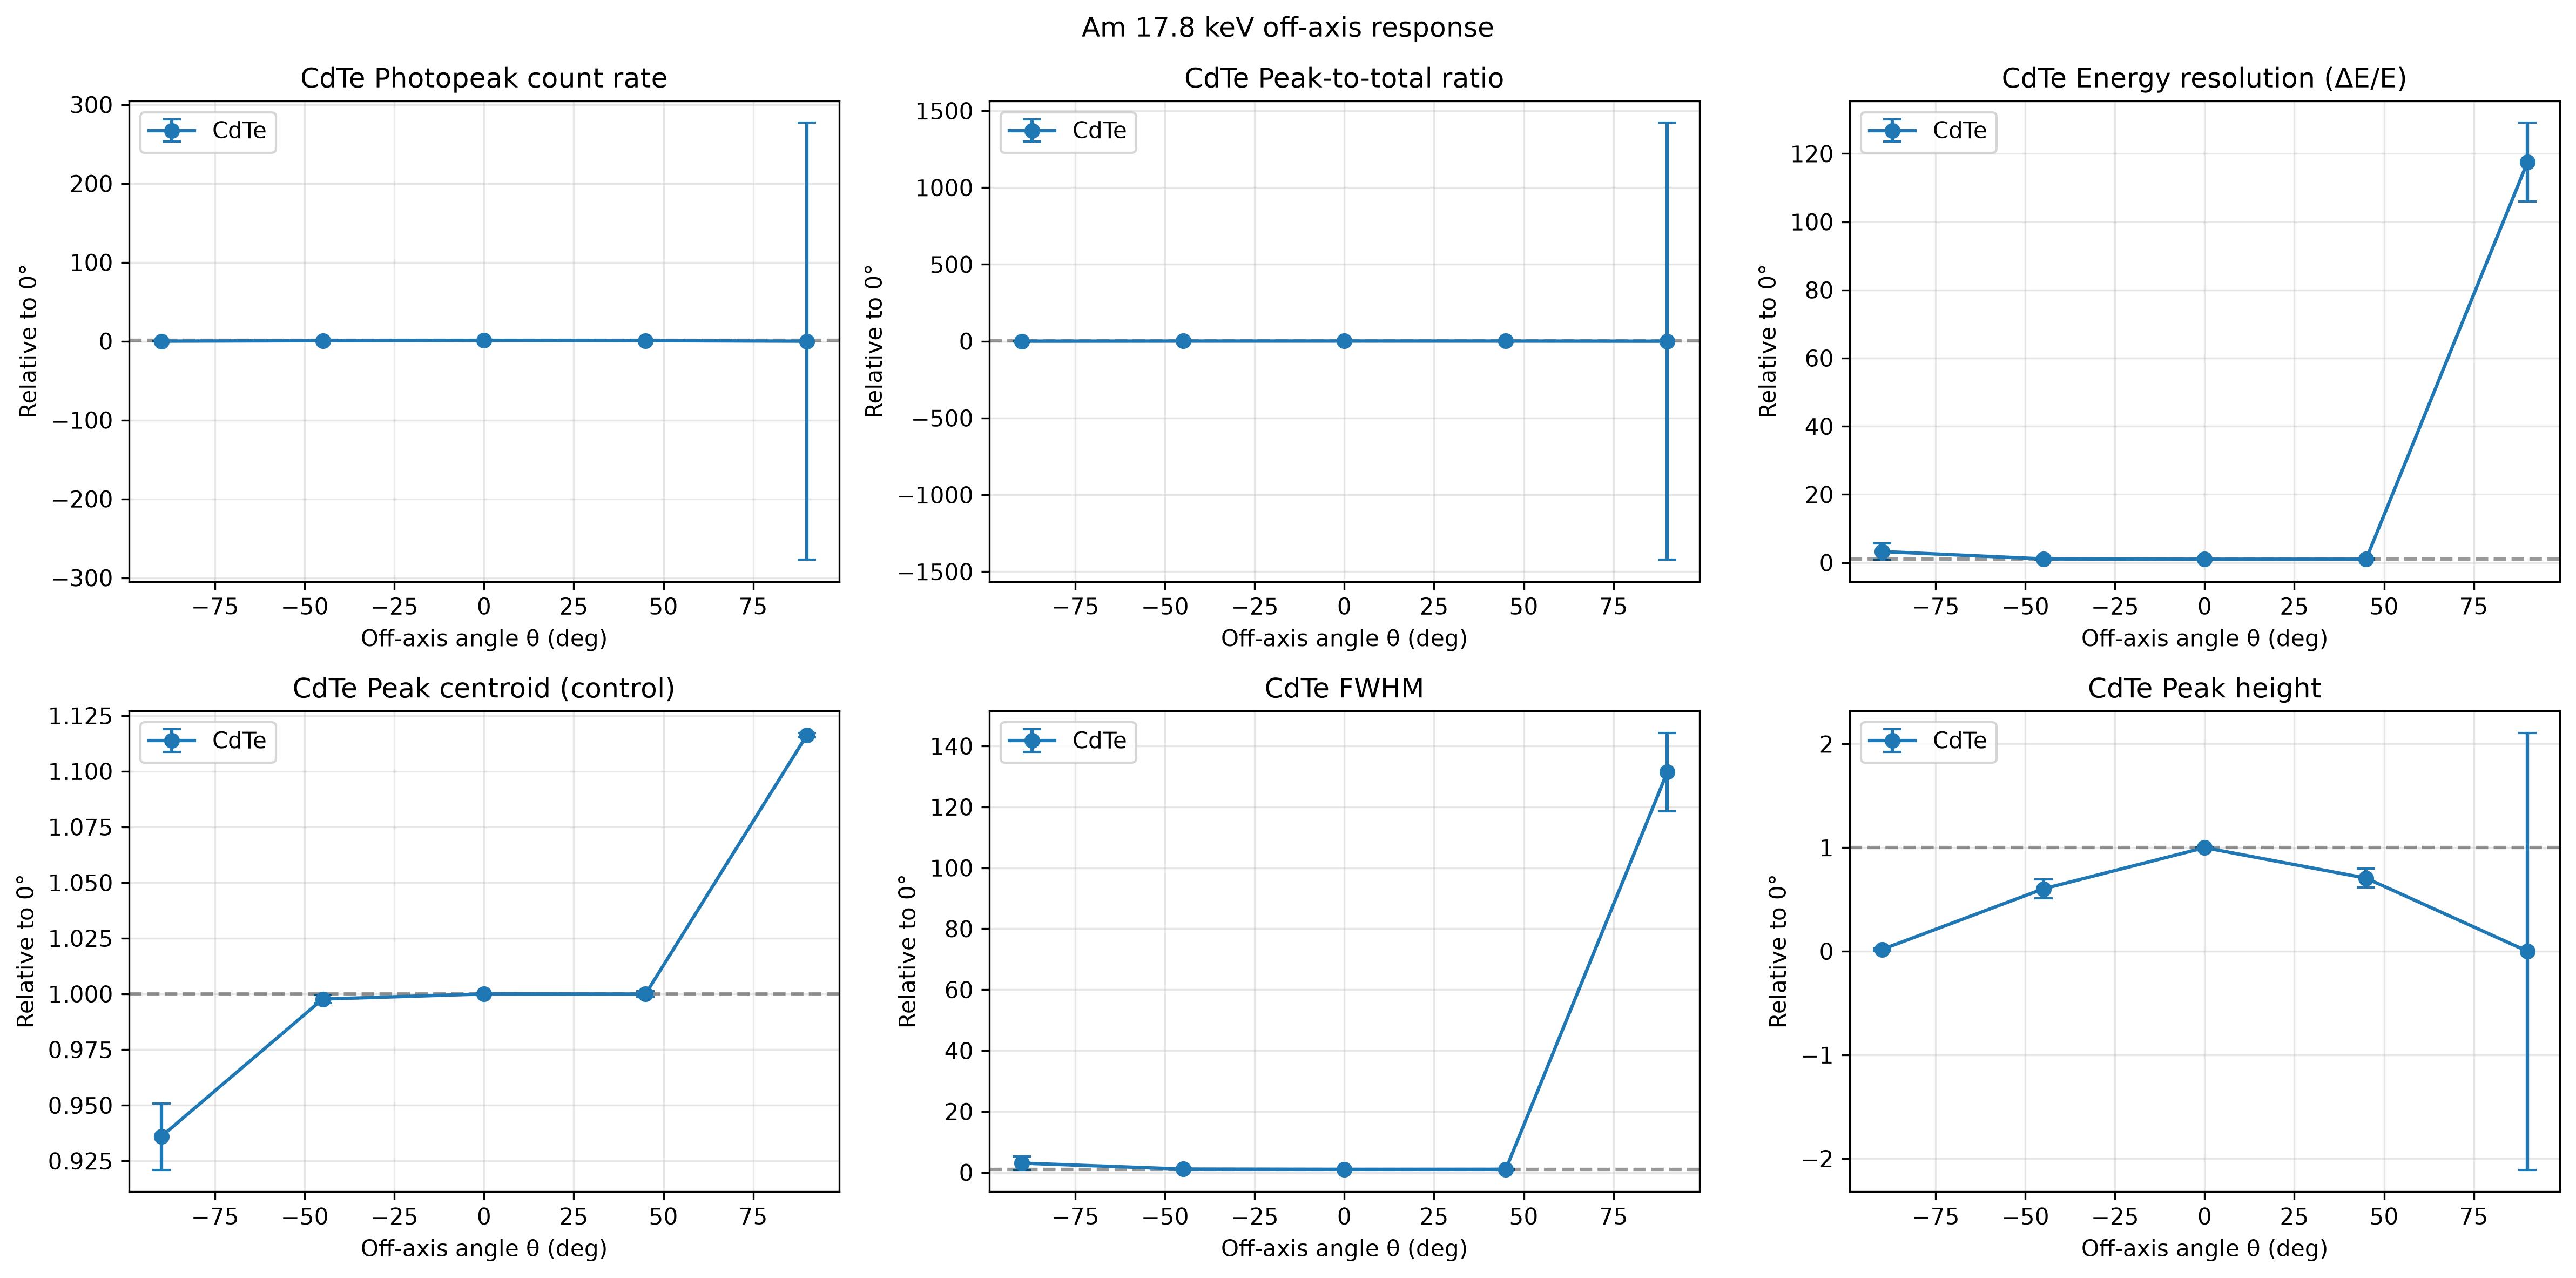 Am 17.8 keV off-axis response
CdTe Photopeak count rate
CdTe
300
200
100
0
−100
−200
−300
Relative to 0°
−75 −50 −25 0 25 50 75
Off-axis angle θ (deg)
CdTe Peak-to-total ratio
CdTe
1500
1000
500
0
−500
−1000
−1500
Relative to 0°
−75 −50 −25 0 25 50 75
Off-axis angle θ (deg)
CdTe Energy resolution (ΔE/E)
CdTe
120
100
80
60
40
20
0
Relative to 0°
−75 −50 −25 0 25 50 75
Off-axis angle θ (deg)
CdTe Peak centroid (control)
CdTe
1.125
1.100
1.075
1.050
1.025
1.000
0.975
0.950
0.925
Relative to 0°
−75 −50 −25 0 25 50 75
Off-axis angle θ (deg)
CdTe FWHM
CdTe
140
120
100
80
60
40
20
0
Relative to 0°
−75 −50 −25 0 25 50 75
Off-axis angle θ (deg)
CdTe Peak height
CdTe
2
1
0
−1
−2
Relative to 0°
−75 −50 −25 0 25 50 75
Off-axis angle θ (deg)